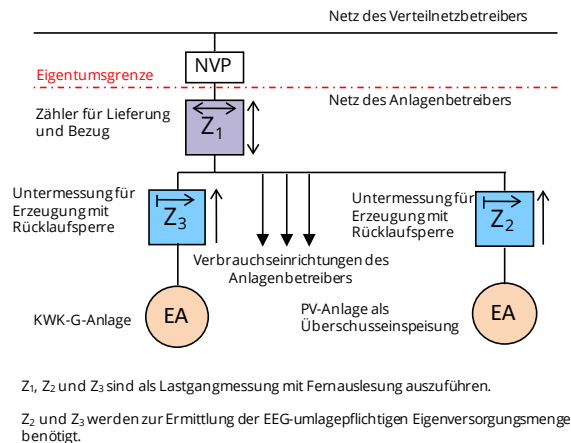 Netz des Verteilnetzbetreibers
NVP
Eigentumsgrenze
Netz des Anlagenbetreibers
Zähler für Lieferung
und Bezug
Z1
Untermessung für
Erzeugung mit
Rücklaufsperre
Z3
Untermessung für
Erzeugung mit
Rücklaufsperre
Z2
Verbrauchseinrichtungen des
Anlagenbetreibers
KWK-G-Anlage
EA
PV-Anlage als
Überschusseinspeisung
EA
Z1, Z2 und Z3 sind als Lastgangmessung mit Fernauslesung auszuführen.
Z2 und Z3 werden zur Ermittlung der EEG-umlagepflichtigen Eigenversorgungsmenge
benötigt.